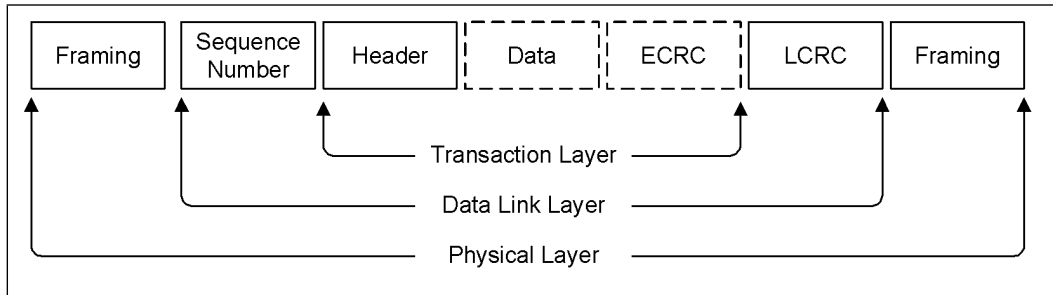 Framing
Sequence
Number
Header
Data
ECRC
LCRC
Framing
Transaction Layer
Data Link Layer
Physical Layer